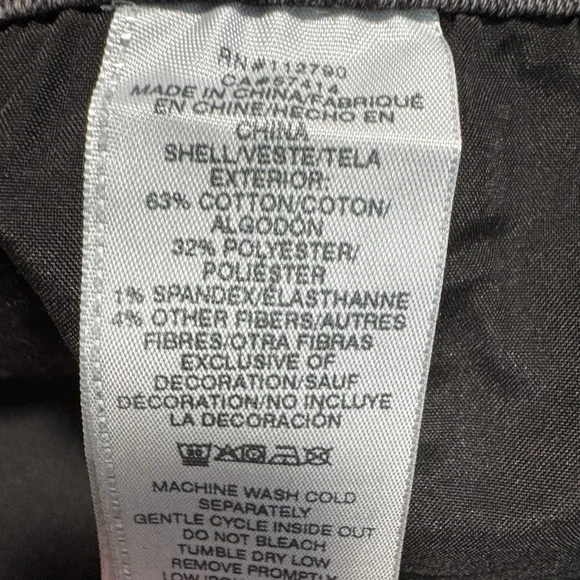 RN#112790
CA#57414
MADE IN CHINA/FABRIQUÉ
EN CHINE/HECHO EN
CHINA
SHELL/VESTE/TELA
EXTERIOR:
63% COTTON/COTON/
ALGODÓN
32% POLYESTER/
POLIÉSTER
1% SPANDEX/ÉLASTHANNE
4% OTHER FIBERS/AUTRES
FIBRES/OTRA FIBRAS
EXCLUSIVE OF
DECORATION/SAUF
DÉCORATION/NO INCLUYE
LA DECORACIÓN
MACHINE WASH COLD
SEPARATELY
GENTLE CYCLE INSIDE OUT
DO NOT BLEACH
TUMBLE DRY LOW
REMOVE PROMPTLY
LOW